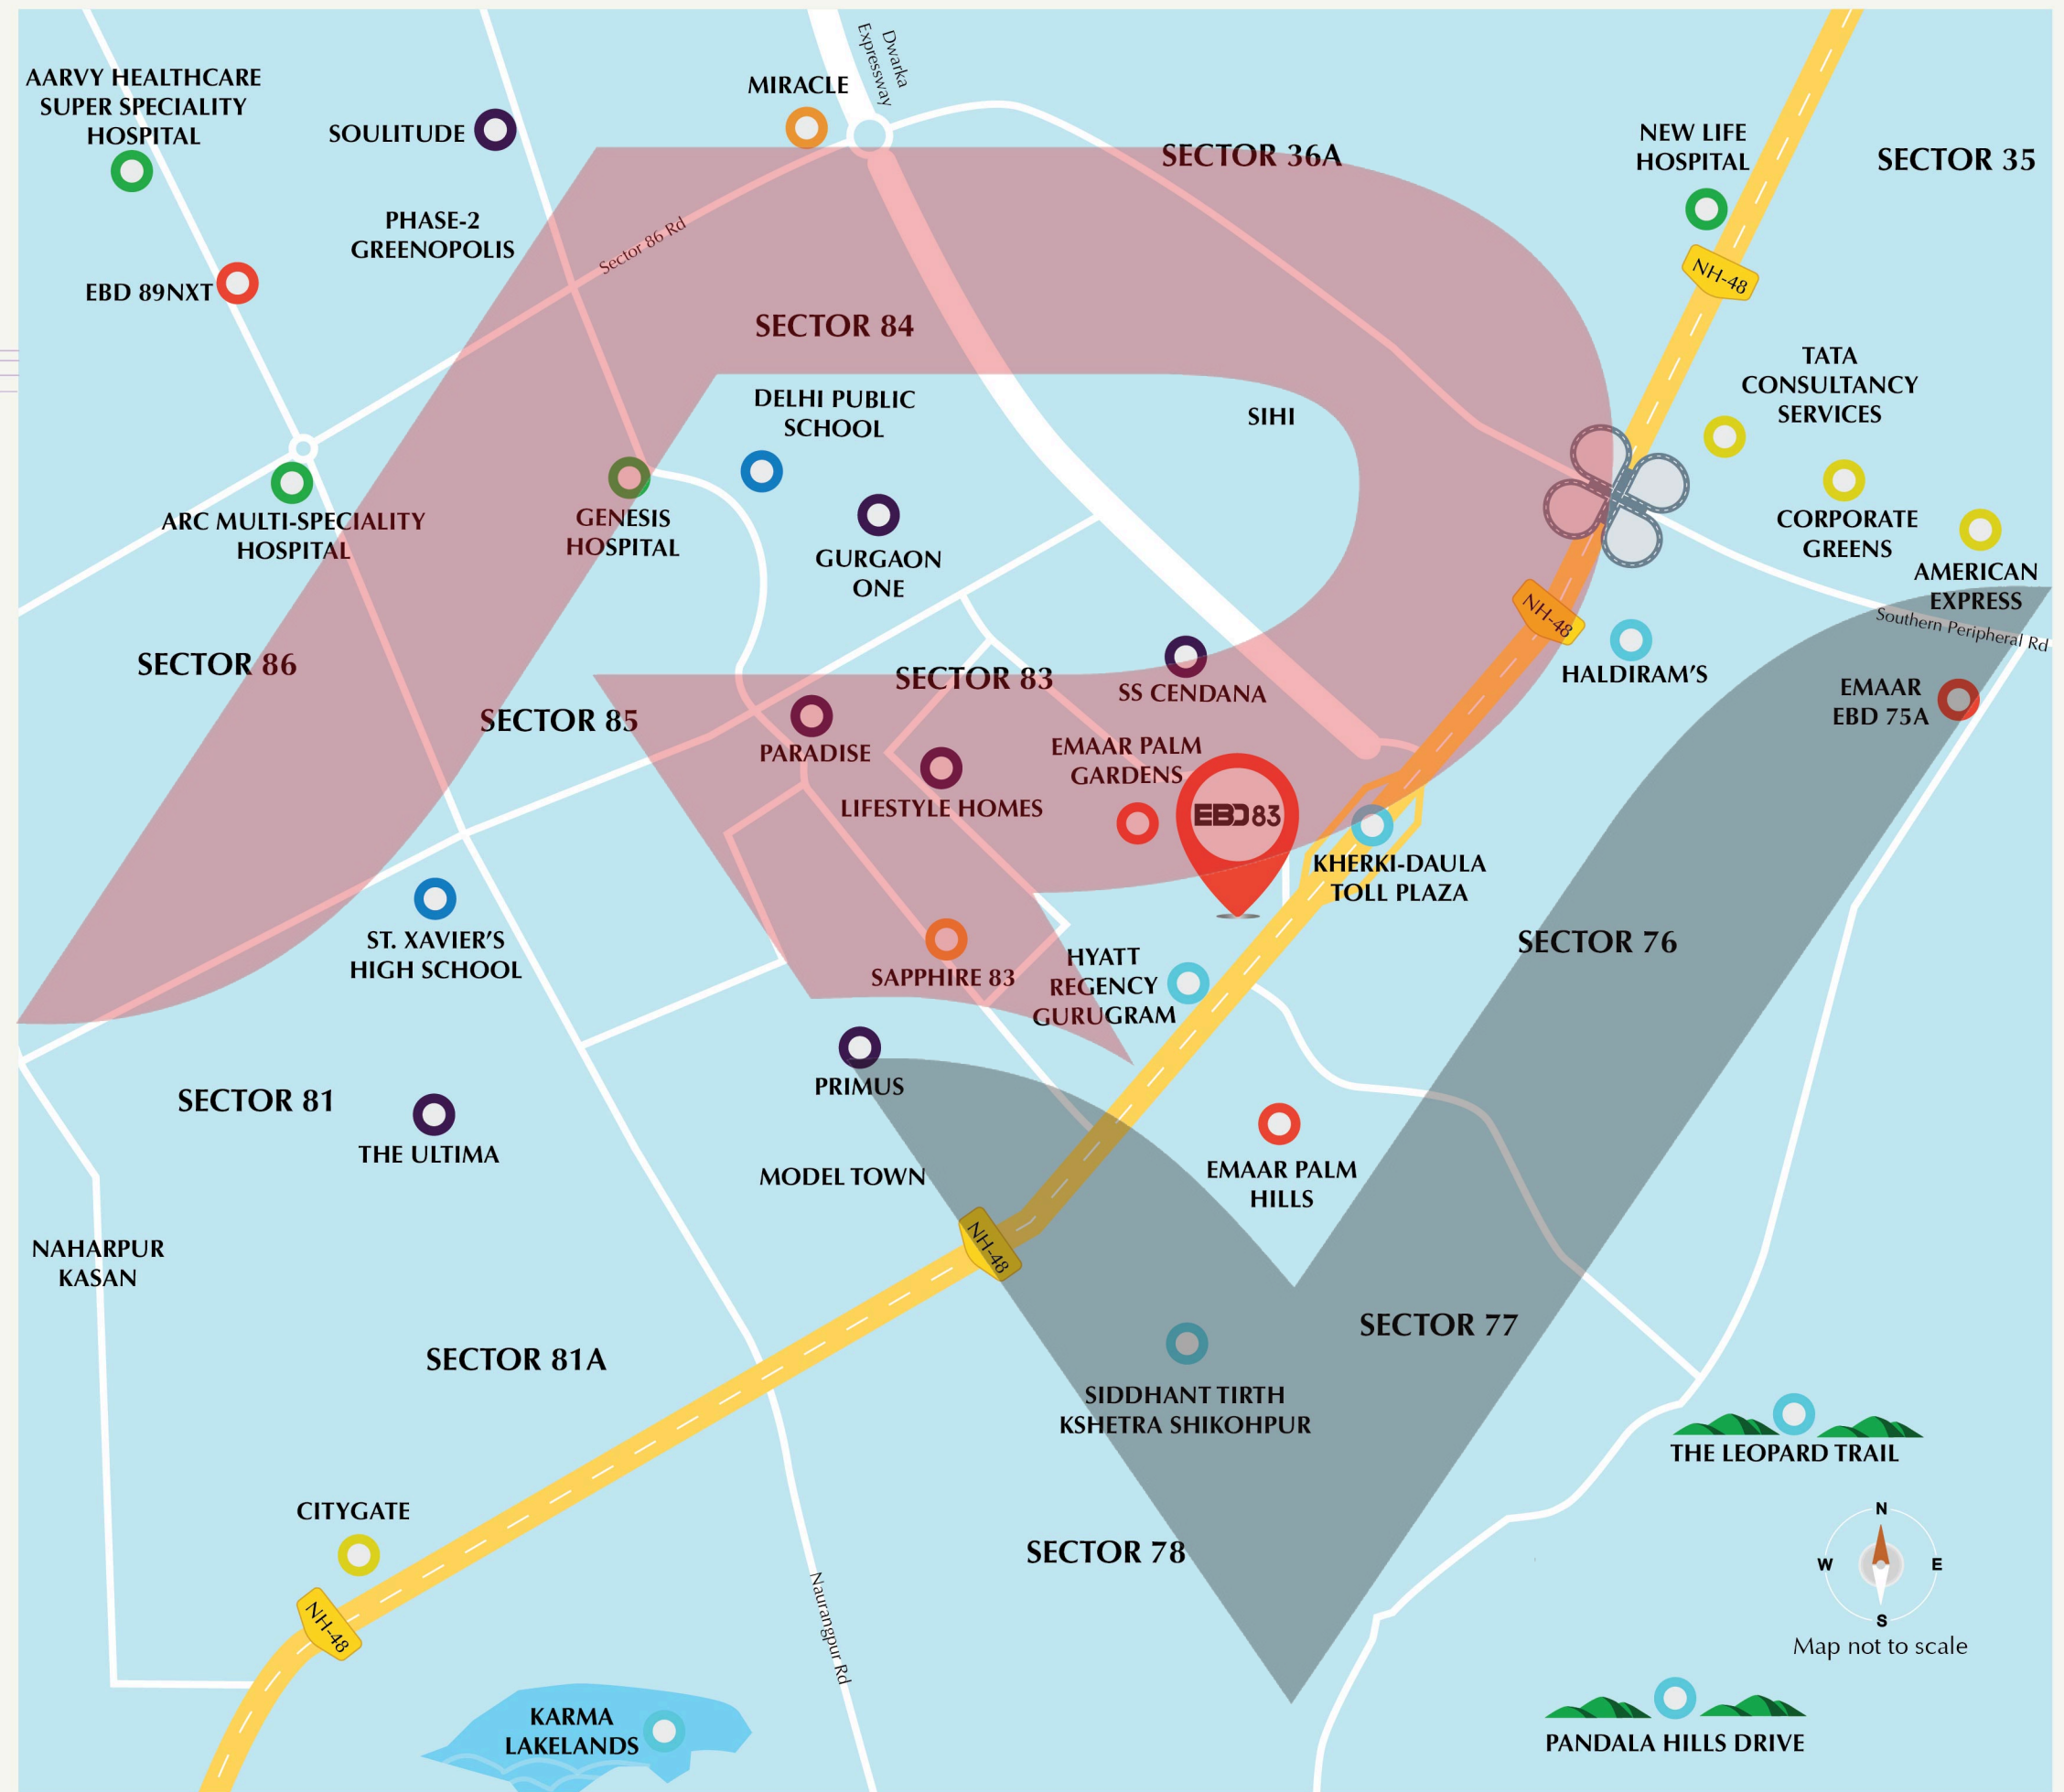 Dwarka
Expressway
AARVY HEALTHCARE
SUPER SPECIALITY
HOSPITAL
SOULITUDE
MIRACLE
SECTOR 36A
NEW LIFE
HOSPITAL
SECTOR 35
PHASE-2
GREENOPOLIS
Sector 86 Rd
EBD 89NXT
NH-48
SECTOR 84
TATA
CONSULTANCY
SERVICES
DELHI PUBLIC
SCHOOL
SIHI
ARC MULTI-SPECIALITY
HOSPITAL
GENESIS
HOSPITAL
GURGAON
ONE
CORPORATE
GREENS
AMERICAN
EXPRESS
NH-48
Southern Peripheral Rd
SECTOR 86
SECTOR 85
SECTOR 83
SS CENDANA
HALDIRAM'S
EMAAR
EBD 75A
PARADISE
EMAAR PALM
GARDENS
LIFESTYLE HOMES
EBD83
KHERKI-DAULA
TOLL PLAZA
ST. XAVIER'S
HIGH SCHOOL
SAPPHIRE 83
HYATT
REGENCY
GURUGRAM
SECTOR 76
PRIMUS
SECTOR 81
THE ULTIMA
MODEL TOWN
EMAAR PALM
HILLS
NAHARPUR
KASAN
NH-48
SECTOR 81A
SECTOR 77
SIDDHANT TIRTH
KSHETRA SHIKOHPUR
THE LEOPARD TRAIL
CITYGATE
SECTOR 78
N
W
E
S
Map not to scale
NH-48
Naurangpur Rd
KARMA
LAKELANDS
PANDALA HILLS DRIVE